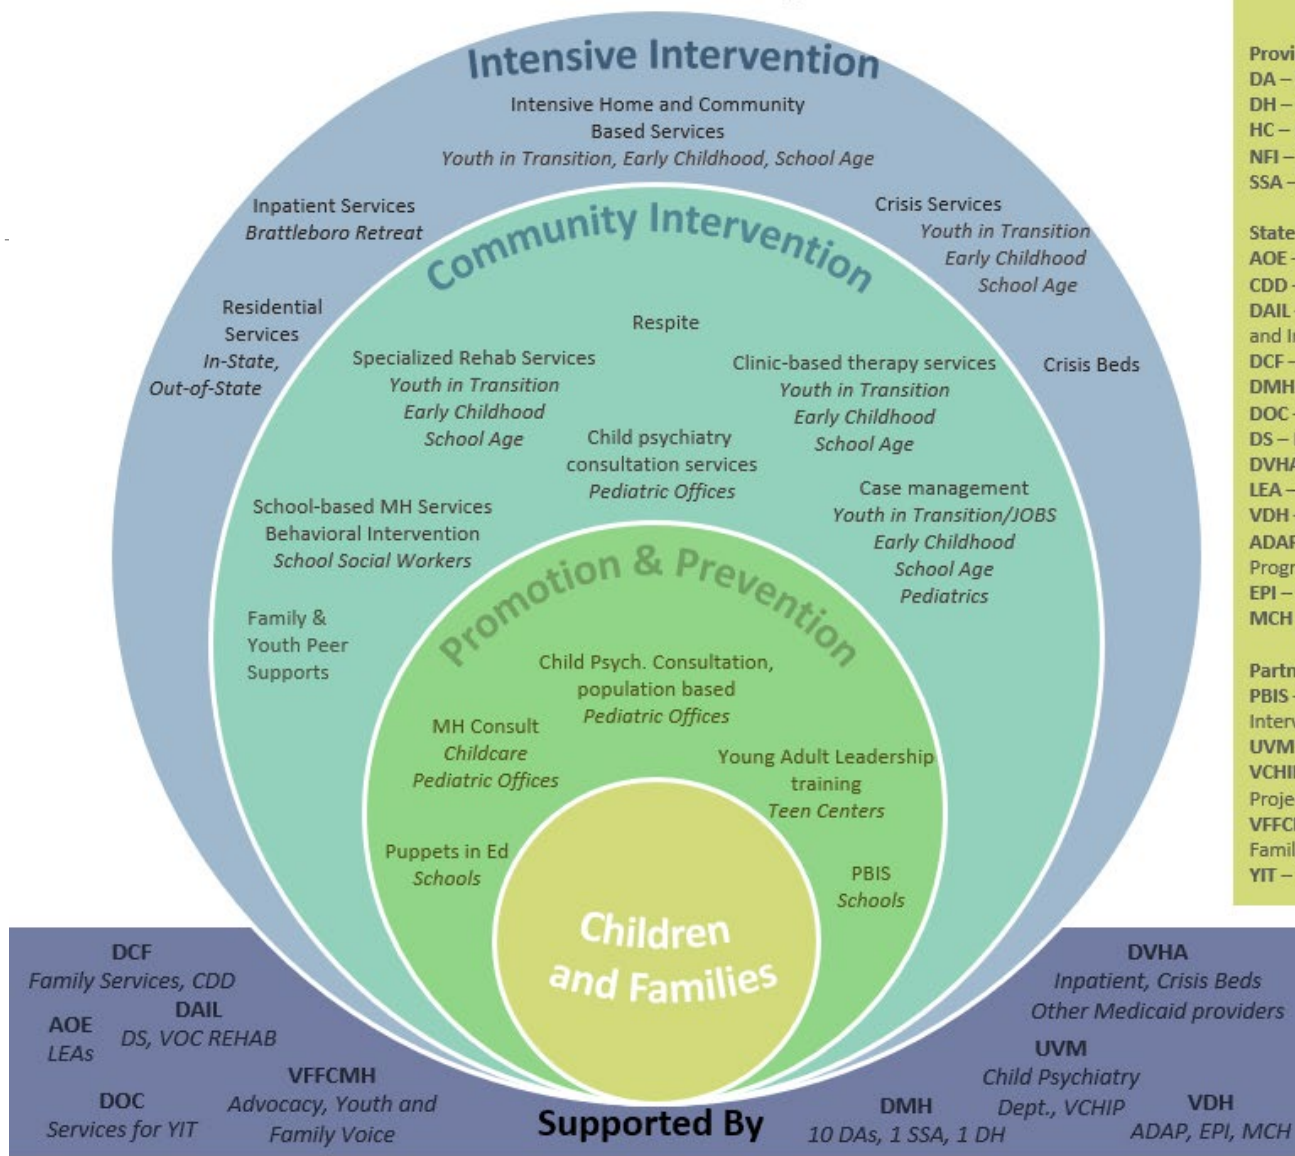 Intensive Intervention
Intensive Home and Community
Based Services
Youth in Transition, Early Childhood, School Age
Inpatient Services
Brattleboro Retreat
Crisis Services
Youth in Transition
Early Childhood
School Age
Residential
Services
In-State,
Out-of-State
Crisis Beds
Community Intervention
Respite
Specialized Rehab Services
Youth in Transition
Early Childhood
School Age
Clinic-based therapy services
Youth in Transition
Early Childhood
School Age
Child psychiatry
consultation services
Pediatric Offices
School-based MH Services
Behavioral Intervention
School Social Workers
Case management
Youth in Transition/JOBS
Early Childhood
School Age
Pediatrics
Family &
Youth Peer
Supports
Promotion & Prevention
Child Psych. Consultation,
population based
Pediatric Offices
MH Consult
Childcare
Pediatric Offices
Young Adult Leadership
training
Teen Centers
Puppets in Ed
Schools
PBIS
Schools
Children
and Families
DCF
Family Services, CDD
DAIL
DS, VOC REHAB
AOE
LEAs
VFFCMH
Advocacy, Youth and
Family Voice
DOC
Services for YIT
Supported By
DMH
10 DAs, 1 SSA, 1 DH
UVM
Child Psychiatry
Dept., VCHIP
DVHA
Inpatient, Crisis Beds
Other Medicaid providers
VDH
ADAP, EPI, MCH
DA –
DH –
HC –
NFI –
SSA –
State
AOE –
CDD –
DAIL –
and
DCF –
DMH
DOC –
DS –
DVHA
LEA –
VDH –
ADAP
EPI –
MCH
PBIS –
UVM
YIT –